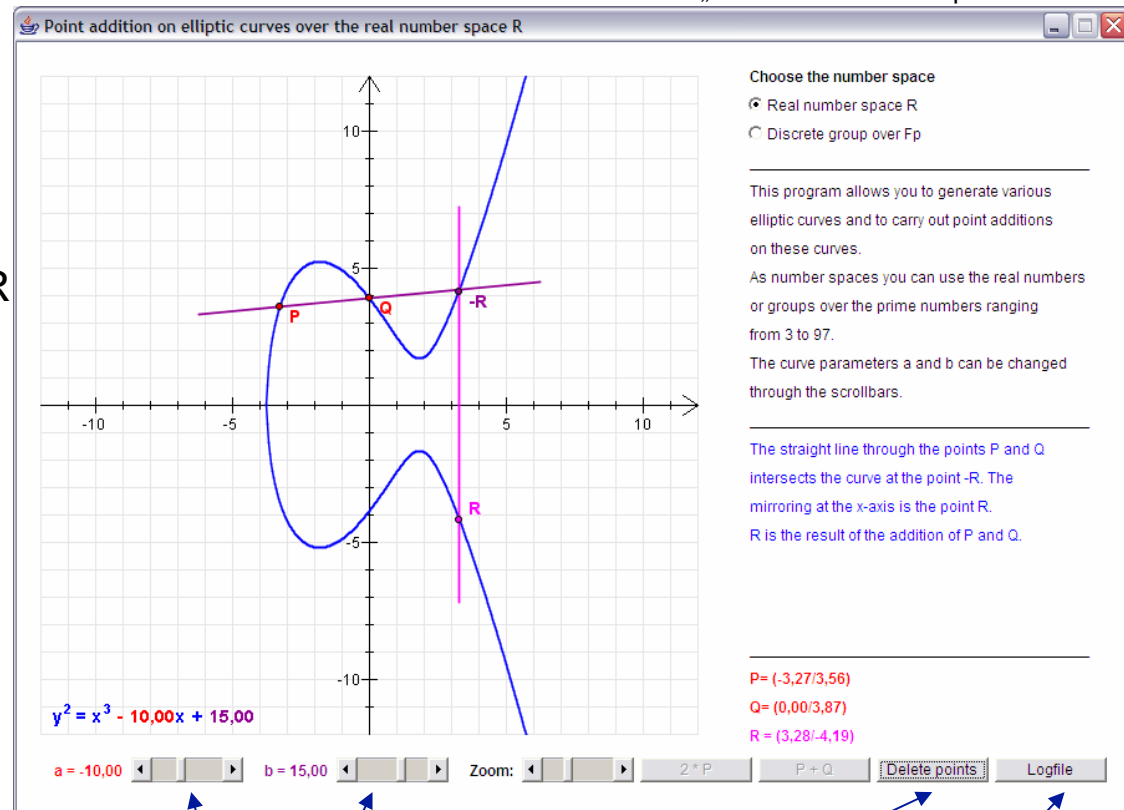 Point addition on elliptic curves over the real number space R
R
Choose the number space
Real number space R
Discrete group over Fp
This program allows you to generate various
elliptic curves and to carry out point additions
on these curves.
As number spaces you can use the real numbers
or groups over the prime numbers ranging
from 3 to 97.
The curve parameters a and b can be changed
through the scrollbars.
The straight line through the points P and Q
intersects the curve at the point -R. The
mirroring at the x-axis is the point R.
R is the result of the addition of P and Q.
P= (-3,27/3,56)
Q= (0,00/3,87)
R = (3,28/-4,19)
10
5
P
Q
-R
-10
-5
5
10
R
-5
-10
y² = x³ - 10,00x + 15,00
a = -10,00 b = 15,00 Zoom: 2 * P P + Q Delete points Logfile